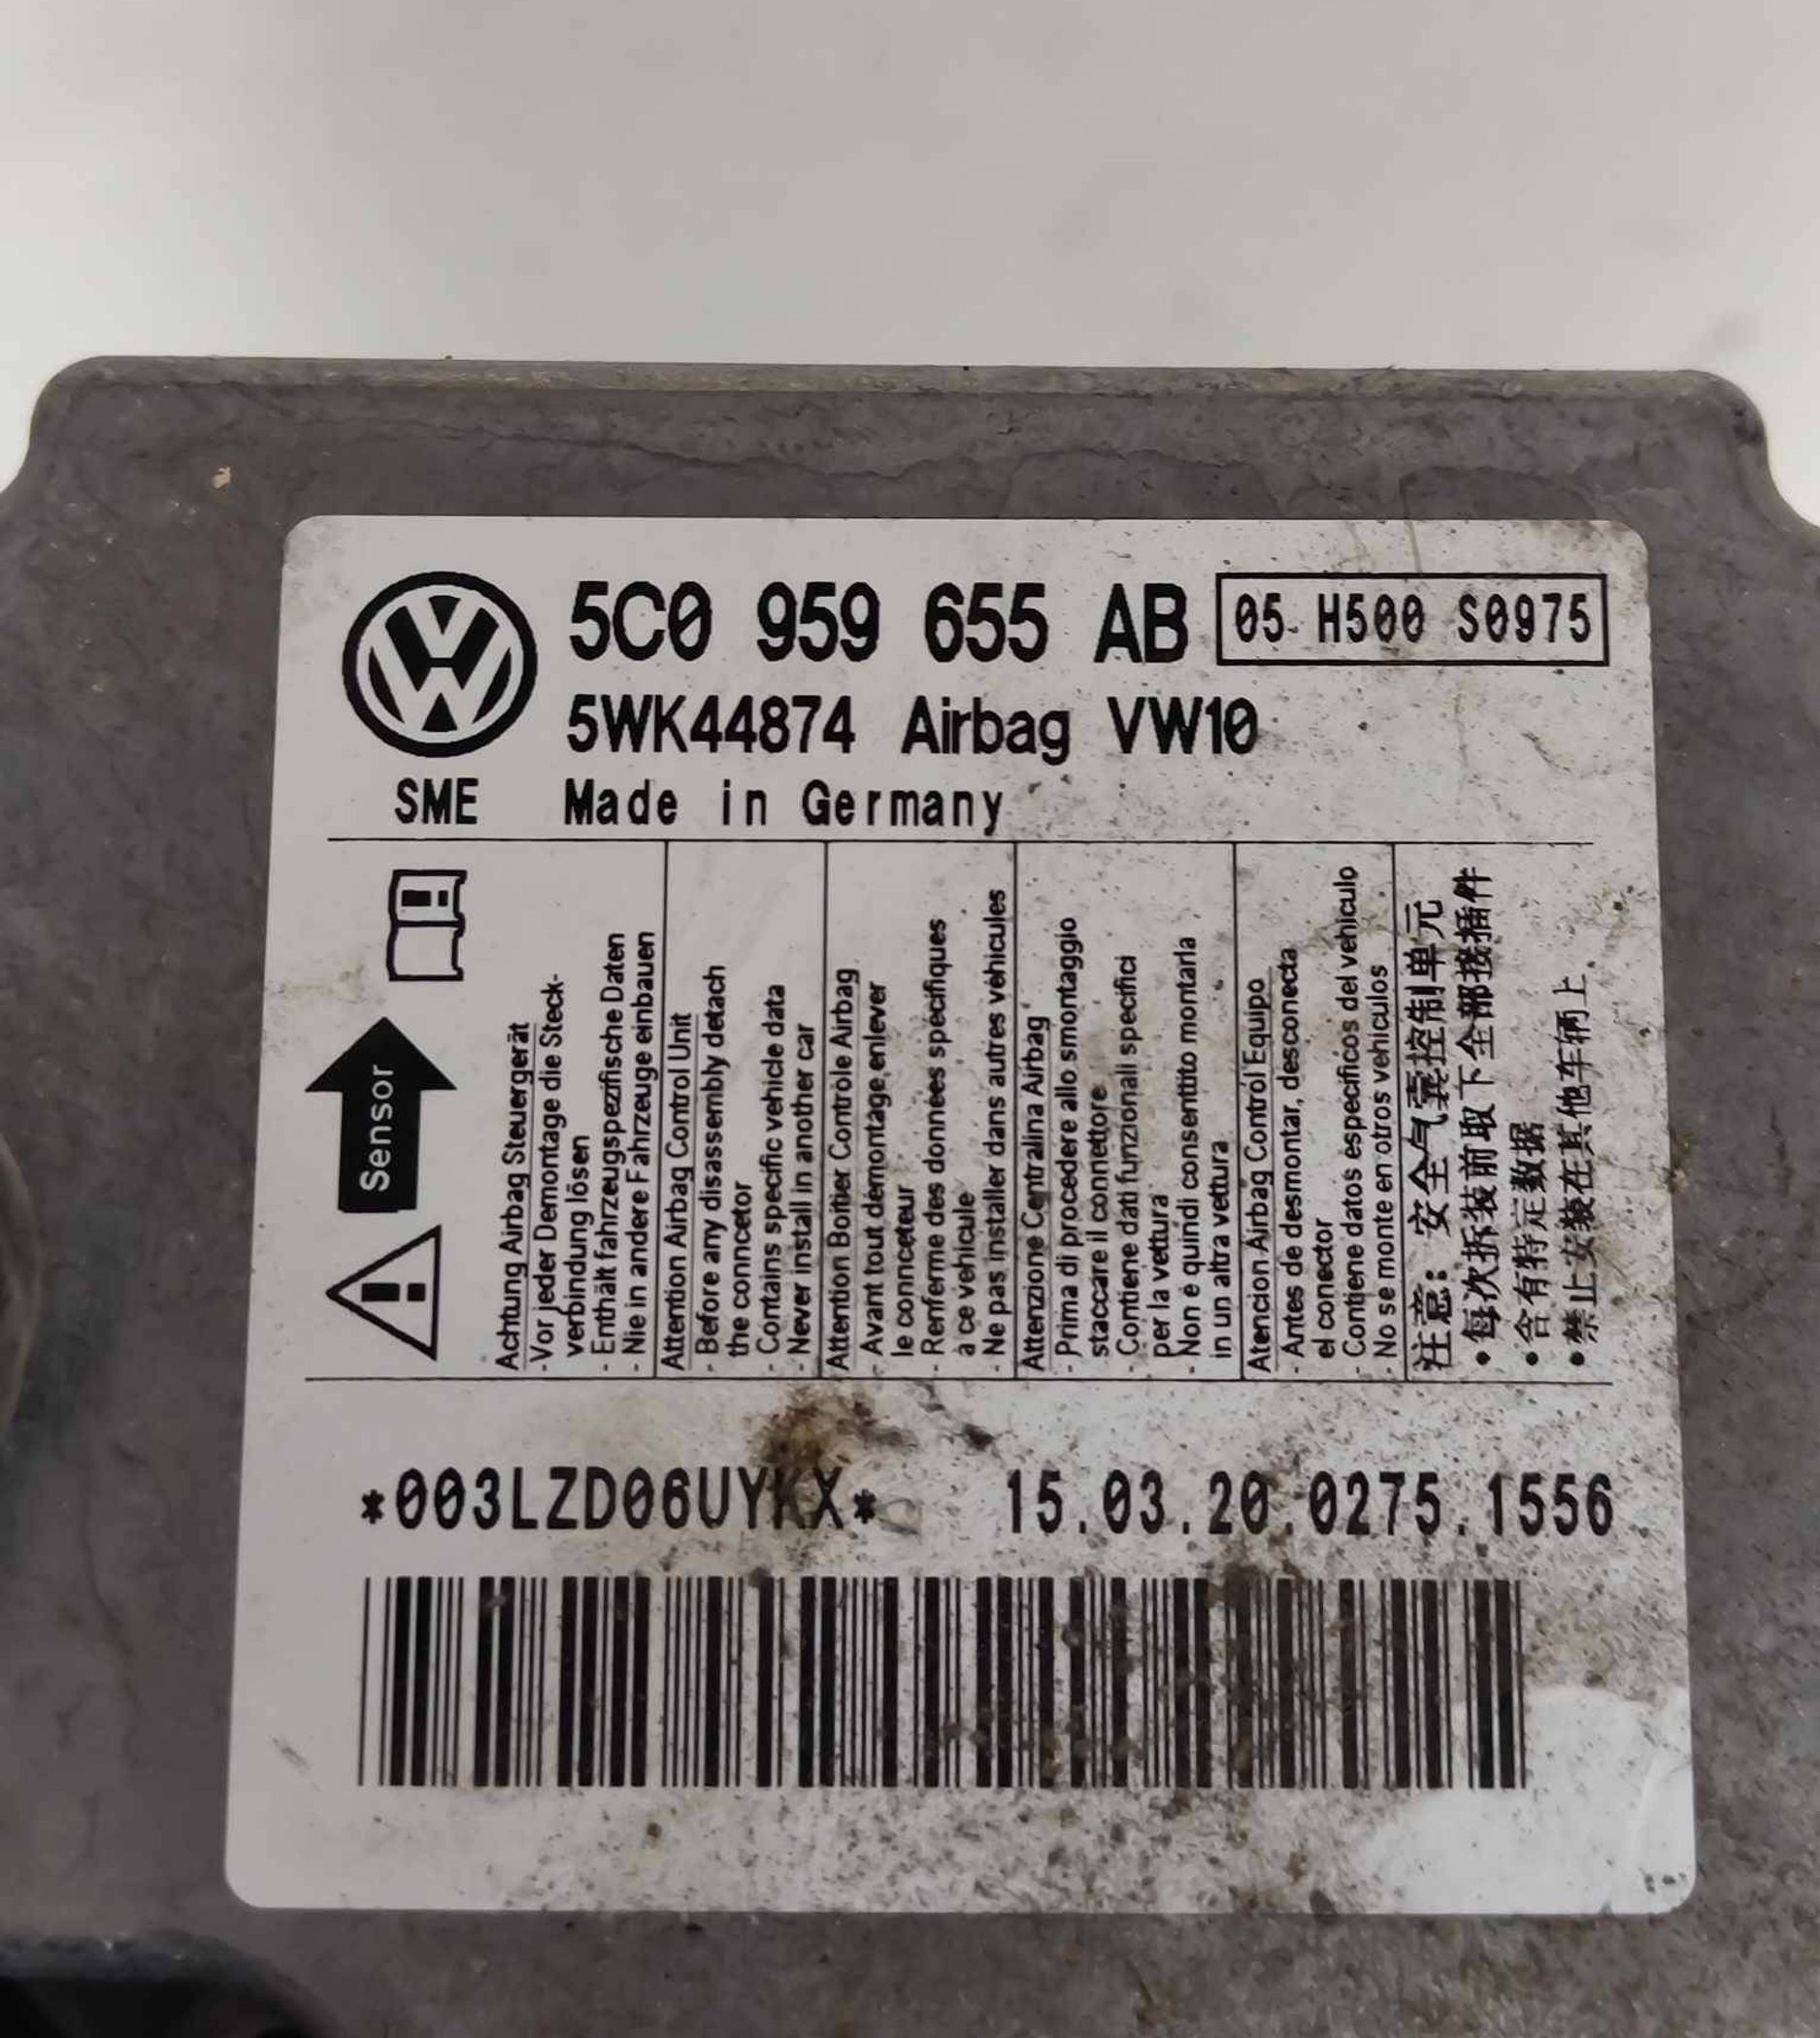 5C0 959 655 AB
05 H500 S0975
5WK44874 Airbag VW10
SME Made in Germany
Sensor
Achtung Airbag Steuergerät
- Vor jeder Demontage die Steck-
verbindung lösen
- Enthält fahrzeugspezifische Daten
- Nie in andere Fahrzeuge einbauen
Attention Airbag Control Unit
- Before any disassembly detach
the conncetor
- Contains specific vehicle data
- Never install in another car
Attention Boîtier Contrôle Airbag
- Avant tout démontage, enlever
le connceteur
- Renferme des données specifiques
à ce véhicule
- Ne pas installer dans autres véhicules
Attenzione Centralina Airbag
- Prima di procedere allo smontaggio
staccare il connettore
- Contiene dati funzionali specifici
per la vettura
- Non è quindi consentito montarla
in un altra vettura
Atencion Airbag Control Equipo
- Antes de desmontar, desconecta
el conector
- Contiene datos especificos del vehiculo
- No se monte en otros vehiculos
注意：安全气囊控制单元
• 每次拆装前取下全部接插件
• 含有特定数据
• 禁止安装在其他车辆上
*003LZD06UYKX* 15.03.20.0275.1556